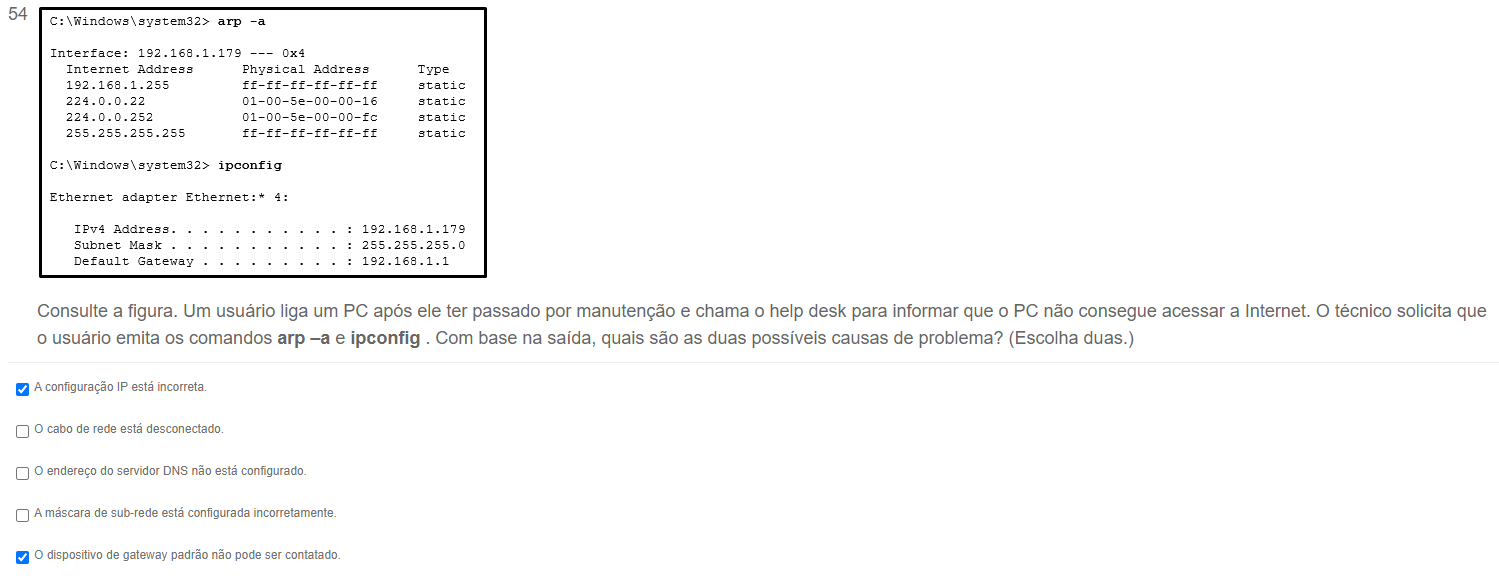 54
C:\Windows\system32> arp -a
Interface: 192.168.1.179 --- 0x4
Internet Address Physical Address Type
192.168.1.255 ff-ff-ff-ff-ff-ff static
224.0.0.22 01-00-5e-00-00-16 static
224.0.0.252 01-00-5e-00-00-fc static
255.255.255.255 ff-ff-ff-ff-ff-ff static
C:\Windows\system32> ipconfig
Ethernet adapter Ethernet:* 4:
IPv4 Address. . . . . . . . . . . : 192.168.1.179
Subnet Mask . . . . . . . . . . . : 255.255.255.0
Default Gateway . . . . . . . . . : 192.168.1.1
Consulte a figura. Um usuário liga um PC após ele ter passado por manutenção e chama o help desk para informar que o PC não consegue acessar a Internet. O técnico solicita que
o usuário emita os comandos arp –a e ipconfig . Com base na saída, quais são as duas possíveis causas de problema? (Escolha duas.)
A configuração IP está incorreta.
O cabo de rede está desconectado.
O endereço do servidor DNS não está configurado.
A máscara de sub-rede está configurada incorretamente.
O dispositivo de gateway padrão não pode ser contatado.